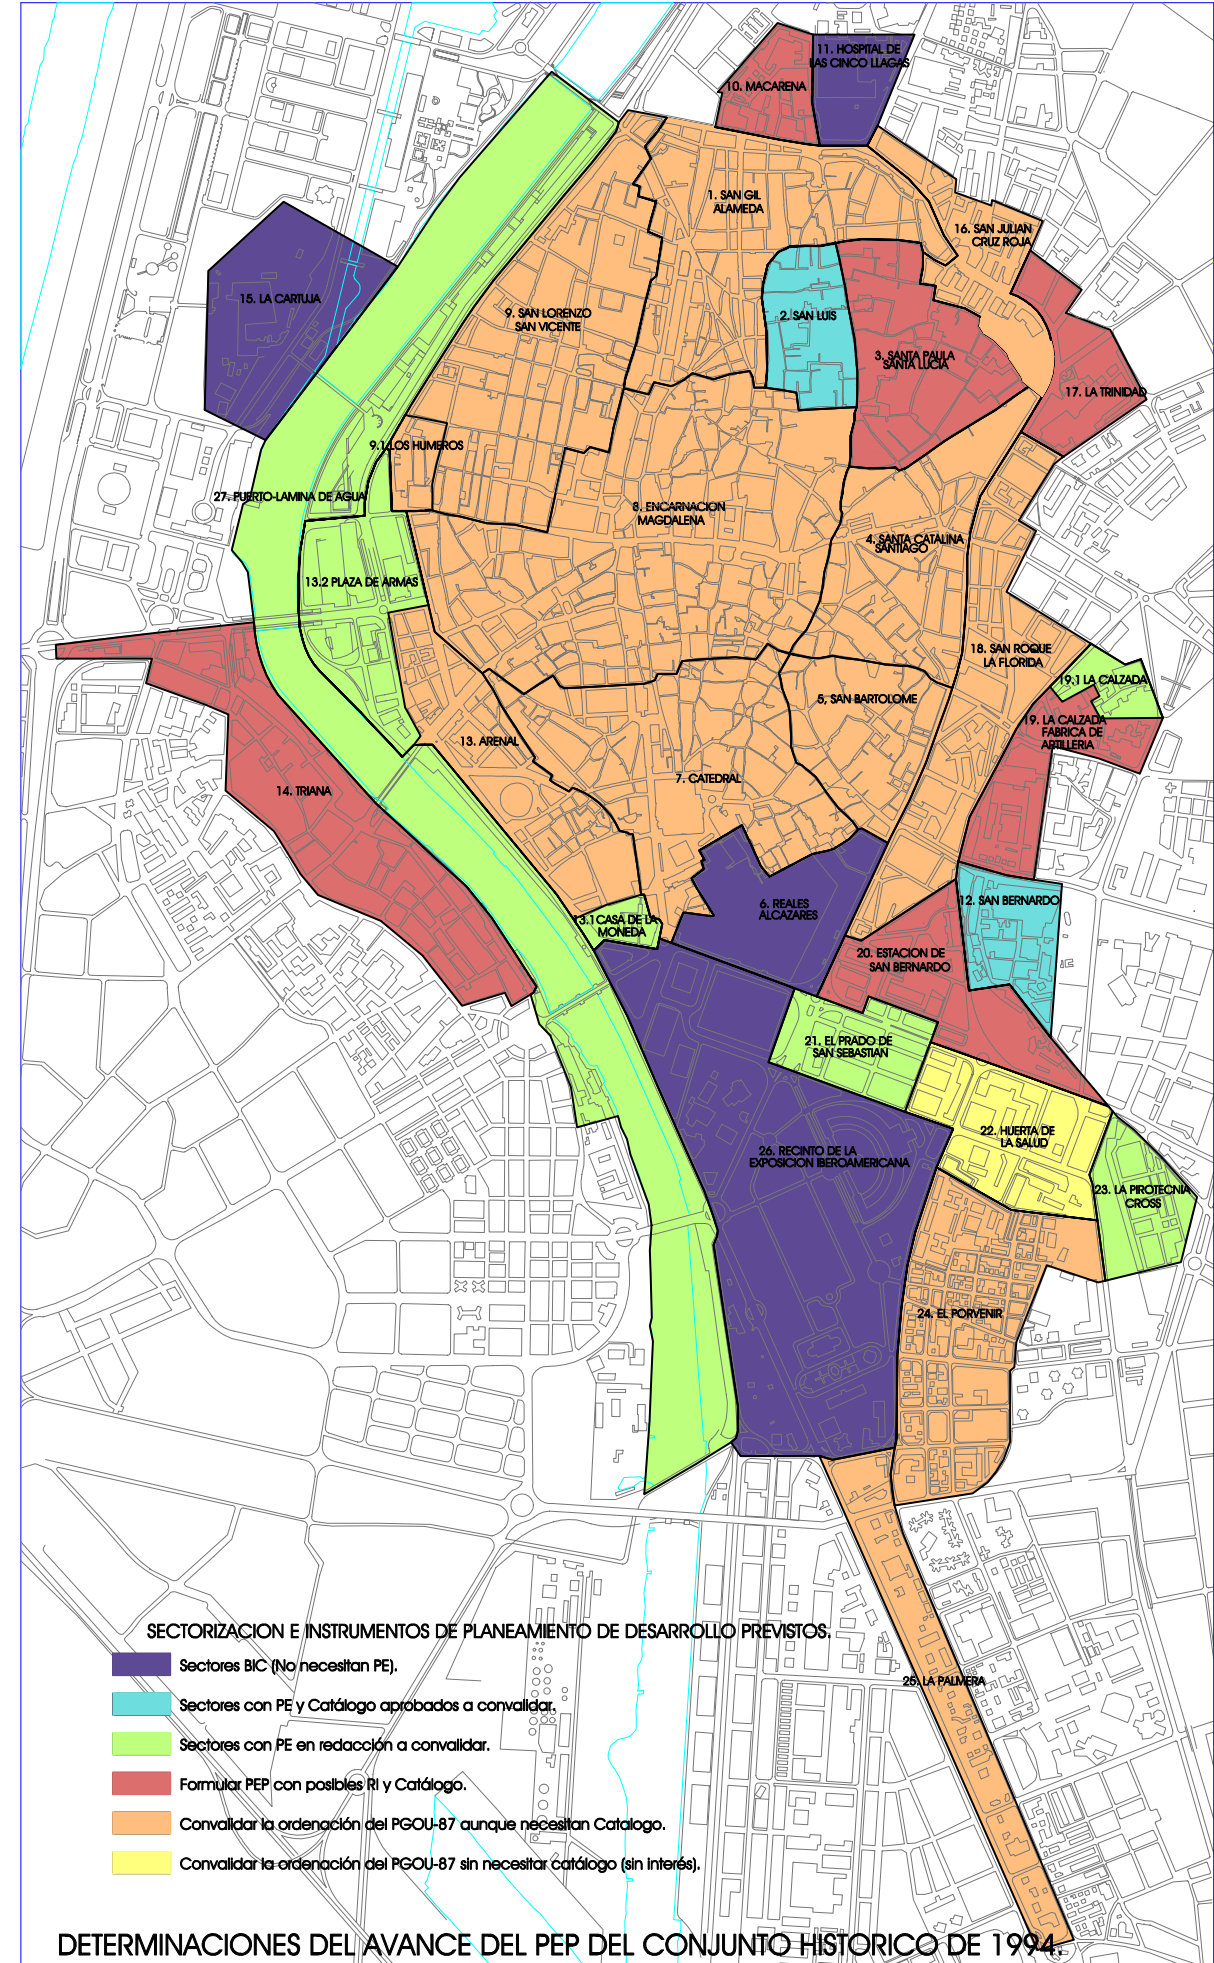 11. HOSPITAL DE
LAS CINCO LLAGAS
10. MACARENA
1. SAN GIL
ALAMEDA
16. SAN JULIAN
CRUZ ROJA
15. LA CARTUJA
9. SAN LORENZO
SAN VICENTE
2. SAN LUIS
3. SANTA PAULA
SANTA LUCIA
17. LA TRINIDAD
9.1 LOS HUMEROS
27. PUERTO-LAMINA DE AGUA
8. ENCARNACION
MAGDALENA
4. SANTA CATALINA
SANTIAGO
13.2 PLAZA DE ARMAS
18. SAN ROQUE
LA FLORIDA
19.1 LA CALZADA
5. SAN BARTOLOME
19. LA CALZADA
FABRICA DE
ARTILLERIA
13. ARENAL
7. CATEDRAL
14. TRIANA
6. REALES
ALCAZARES
12. SAN BERNARDO
13.1 CASA DE LA
MONEDA
20. ESTACION DE
SAN BERNARDO
21. EL PRADO DE
SAN SEBASTIAN
22. HUERTA DE
LA SALUD
26. RECINTO DE LA
EXPOSICION IBEROAMERICANA
23. LA PIROTECNIA
CROSS
24. EL PORVENIR
25. LA PALMERA
SECTORIZACION E INSTRUMENTOS DE PLANEAMIENTO DE DESARROLLO PREVISTOS.
Sectores BIC (No necesitan PE).
Sectores con PE y Catálogo aprobados a convalidar.
Sectores con PE en redacción a convalidar.
Formular PEP con posibles RI y Catálogo.
Convalidar la ordenación del PGOU-87 aunque necesitan Catalogo.
Convalidar la ordenación del PGOU-87 sin necesitar catálogo (sin interés).
DETERMINACIONES DEL AVANCE DEL PEP DEL CONJUNTO HISTORICO DE 1994.